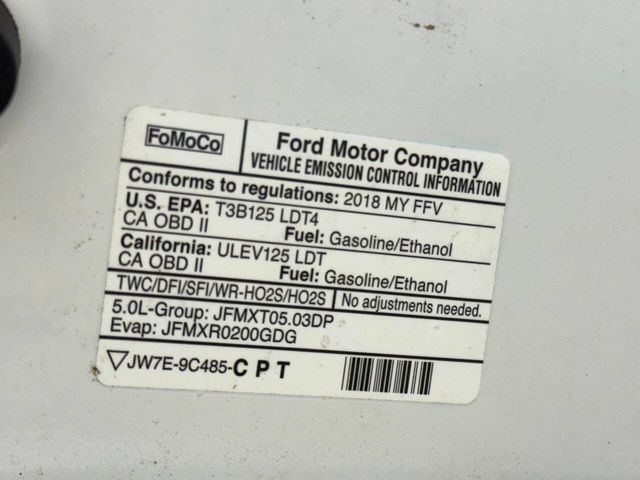 FoMoCo
Ford Motor Company
VEHICLE EMISSION CONTROL INFORMATION
Conforms to regulations: 2018 MY FFV
U.S. EPA: T3B125 LDT4
CA OBD II Fuel: Gasoline/Ethanol
California: ULEV125 LDT
CA OBD II Fuel: Gasoline/Ethanol
TWC/DFI/SFI/WR-HO2S/HO2S No adjustments needed.
5.0L-Group: JFMXT05.03DP
Evap: JFMXR0200GDG
JW7E-9C485-CPT